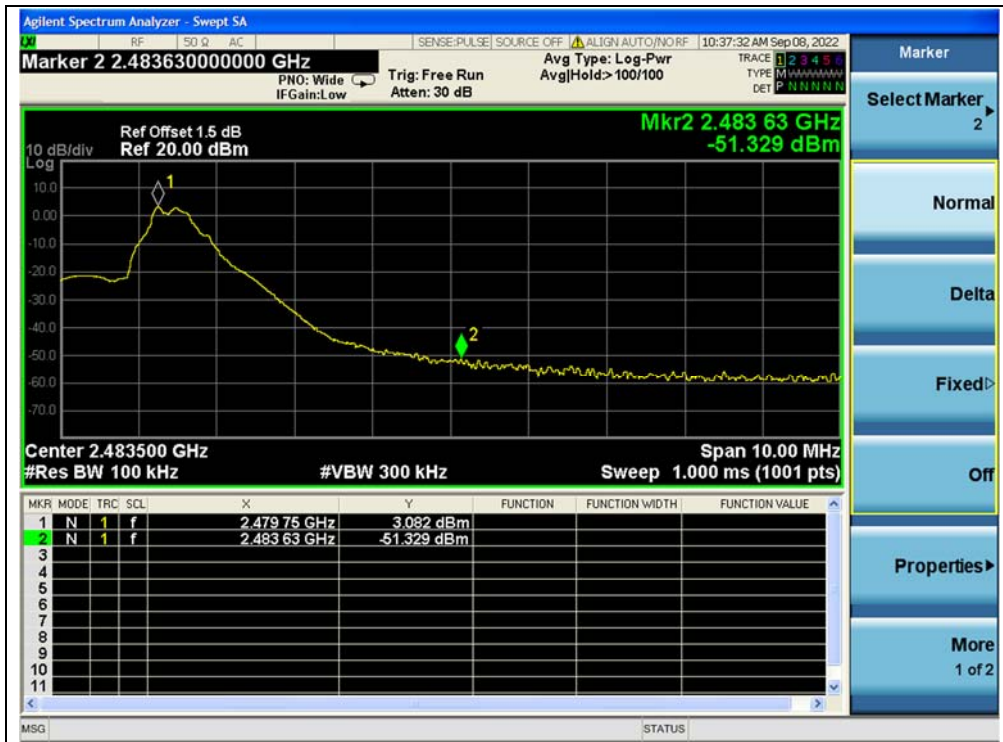 Agilent Spectrum Analyzer - Swept SA
LXI RF 50 Ω AC SENSE:PULSE SOURCE OFF ALIGN AUTO/NO RF 10:37:32 AM Sep 08, 2022
Marker 2 2.483630000000 GHz
PNO: Wide
IFGain:Low
Trig: Free Run
Atten: 30 dB
Avg Type: Log-Pwr
Avg|Hold:> 100/100
TRACE 1 2 3 4 5 6
TYPE M
DET P N N N N N
Mkr2 2.483 63 GHz
-51.329 dBm
Ref Offset 1.5 dB
10 dB/div Ref 20.00 dBm
Log
10.0
0.00
-10.0
-20.0
-30.0
-40.0
-50.0
-60.0
-70.0
1
2
Center 2.483500 GHz Span 10.00 MHz
#Res BW 100 kHz #VBW 300 kHz Sweep 1.000 ms (1001 pts)
MKR MODE TRC SCL X Y FUNCTION FUNCTION WIDTH FUNCTION VALUE
1 N 1 f 2.479 75 GHz 3.082 dBm
2 N 1 f 2.483 63 GHz -51.329 dBm
3
4
5
6
7
8
9
10
11
MSG STATUS
Marker
Select Marker
2
Normal
Delta
Fixed
Off
Properties
More
1 of 2